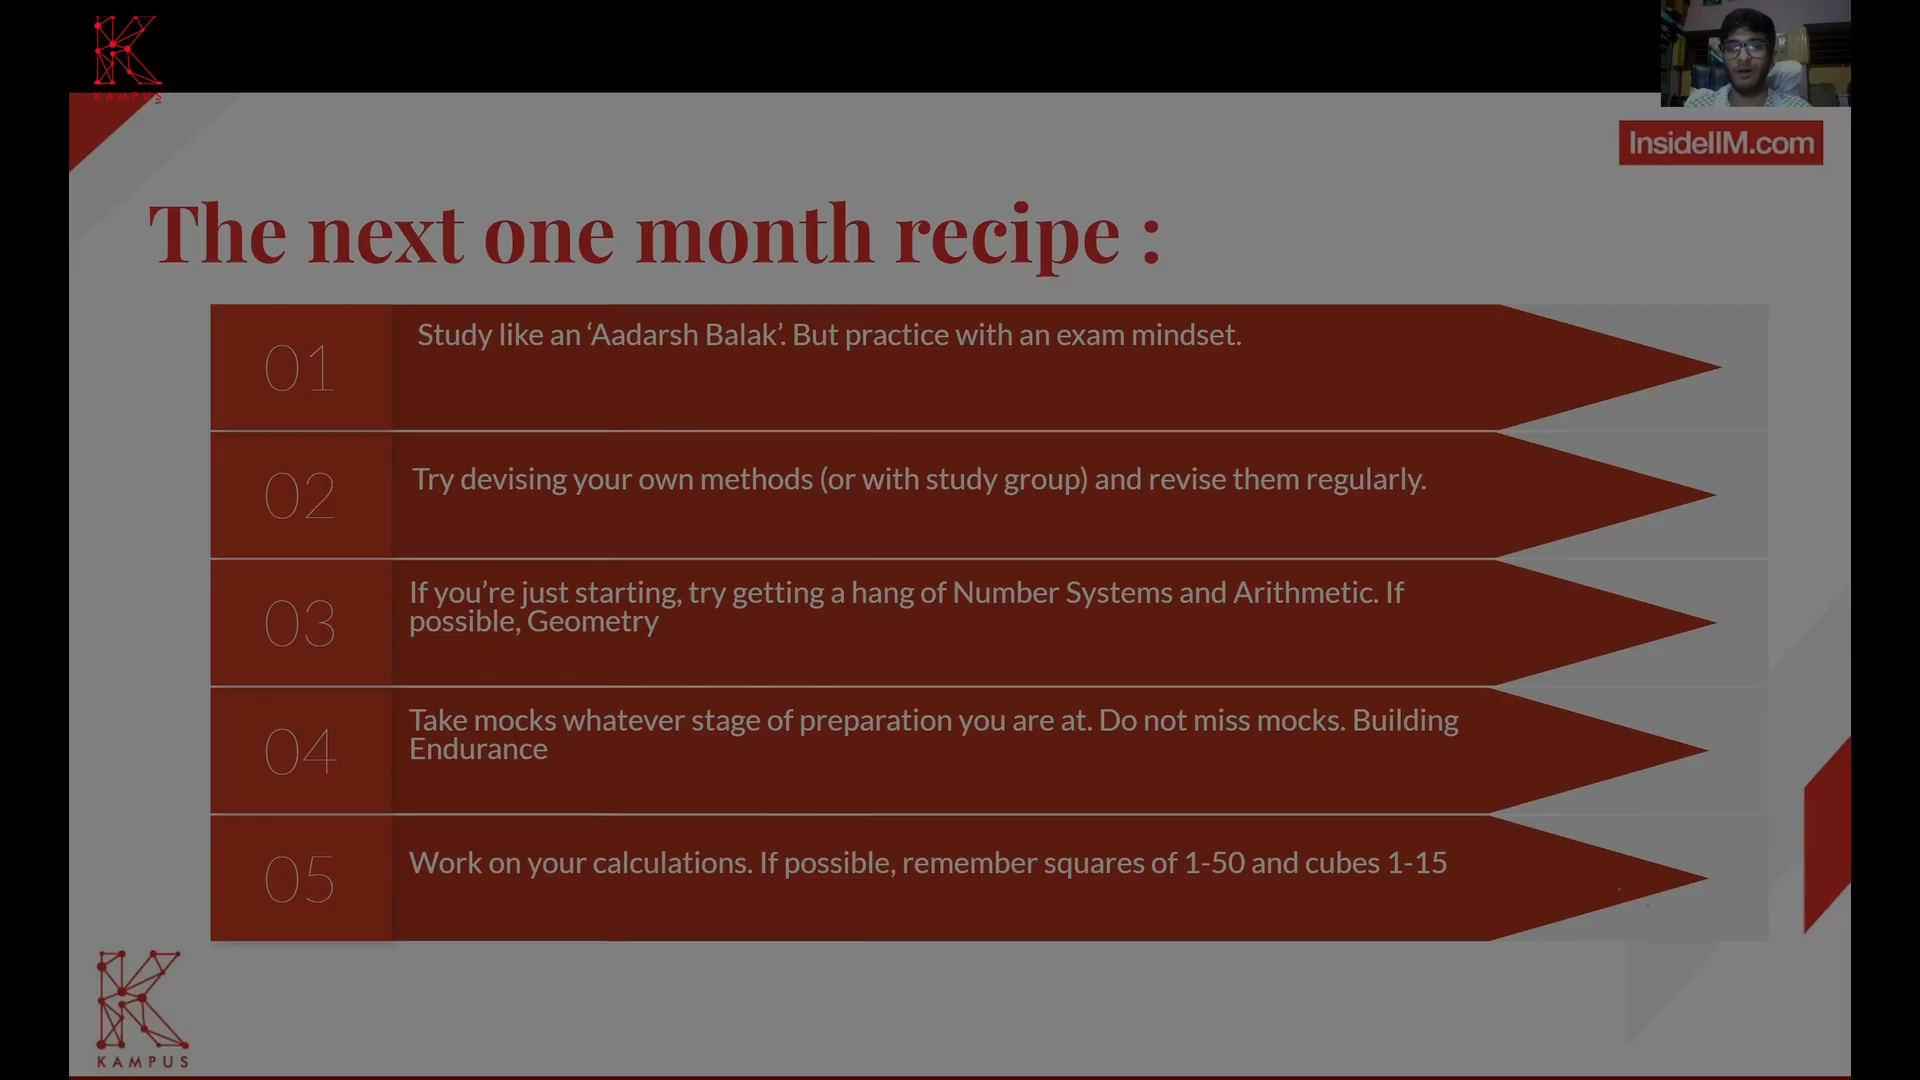 KAMPUS
InsideIIM.com
The next one month recipe :
01
Study like an ‘Aadarsh Balak’. But practice with an exam mindset.
02
Try devising your own methods (or with study group) and revise them regularly.
03
If you’re just starting, try getting a hang of Number Systems and Arithmetic. If
possible, Geometry
04
Take mocks whatever stage of preparation you are at. Do not miss mocks. Building
Endurance
05
Work on your calculations. If possible, remember squares of 1-50 and cubes 1-15
KAMPUS